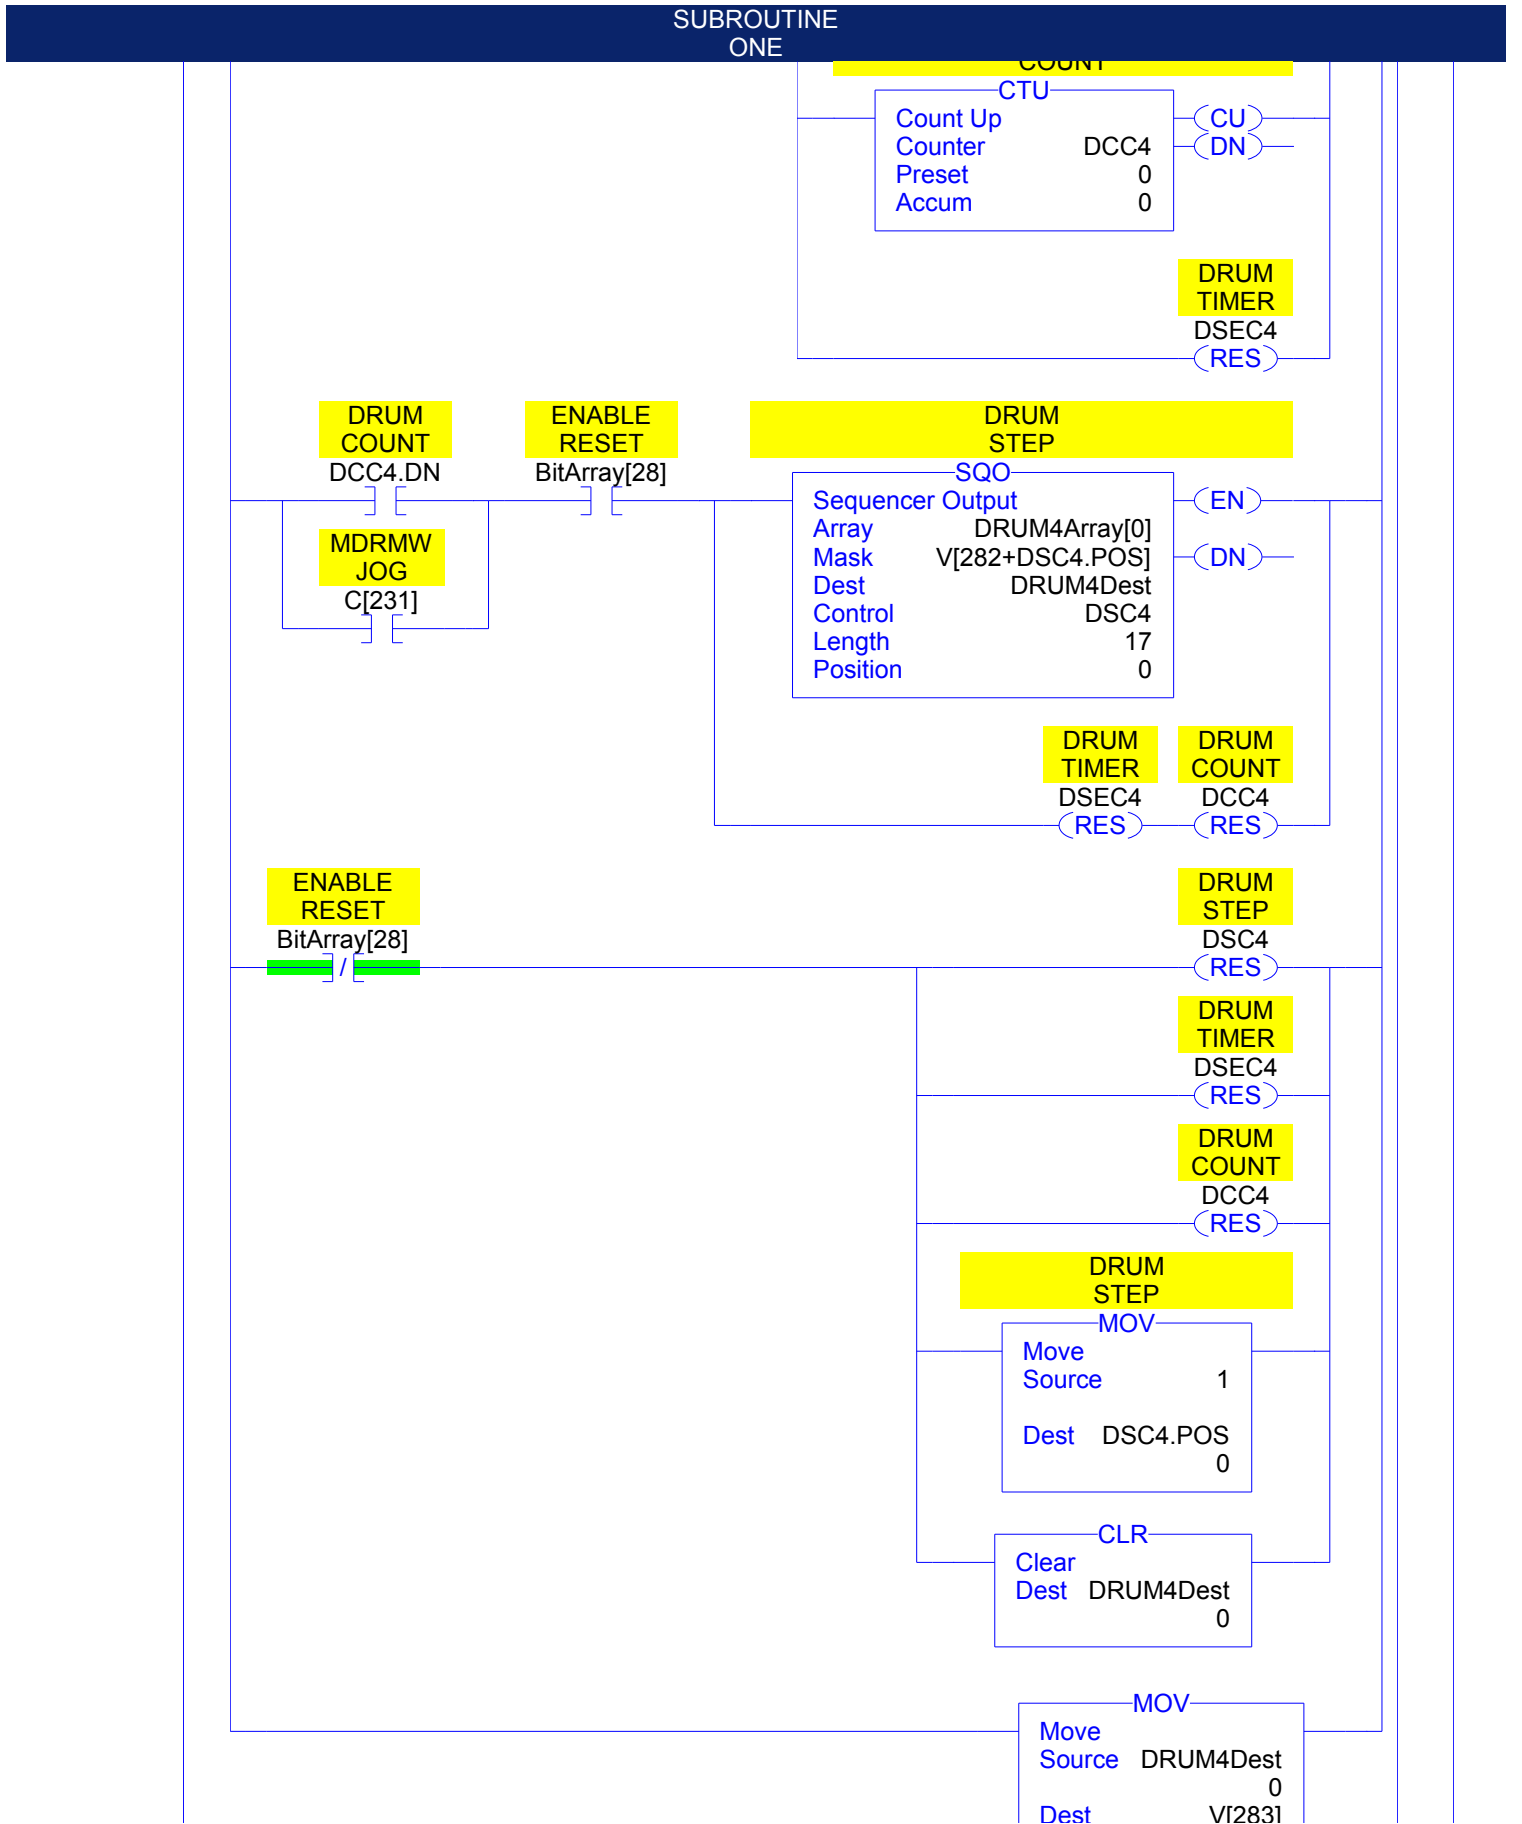 SUBROUTINE
ONE
COUNT
CTU
Count Up
CU
Counter DCC4
DN
Preset 0
Accum 0
DRUM
TIMER
DSEC4
RES
DRUM
COUNT
DCC4.DN
ENABLE
RESET
BitArray[28]
MDRMW
JOG
C[231]
DRUM
STEP
SQO
Sequencer Output
EN
Array DRUM4Array[0]
Mask V[282+DSC4.POS]
DN
Dest DRUM4Dest
Control DSC4
Length 17
Position 0
DRUM
TIMER
DSEC4
RES
DRUM
COUNT
DCC4
RES
ENABLE
RESET
BitArray[28]
/
DRUM
STEP
DSC4
RES
DRUM
TIMER
DSEC4
RES
DRUM
COUNT
DCC4
RES
DRUM
STEP
MOV
Move
Source 1
Dest DSC4.POS
0
CLR
Clear
Dest DRUM4Dest
0
MOV
Move
Source DRUM4Dest
0
Dest V[283]